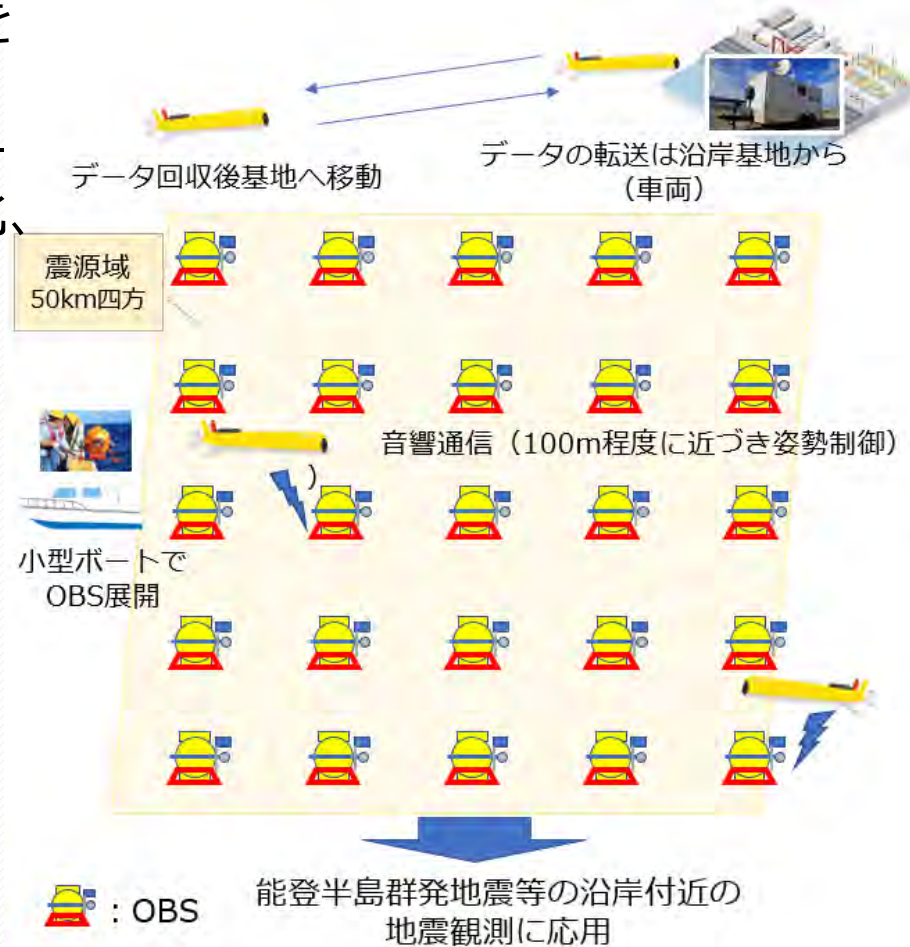 を
データ回収後基地へ移動
データの転送は沿岸基地から
（車両）
震源域
50km四方
音響通信（100m程度に近づき姿勢制御）
）
小型ボートで
OBS展開
：OBS
能登半島群発地震等の沿岸付近の
地震観測に応用